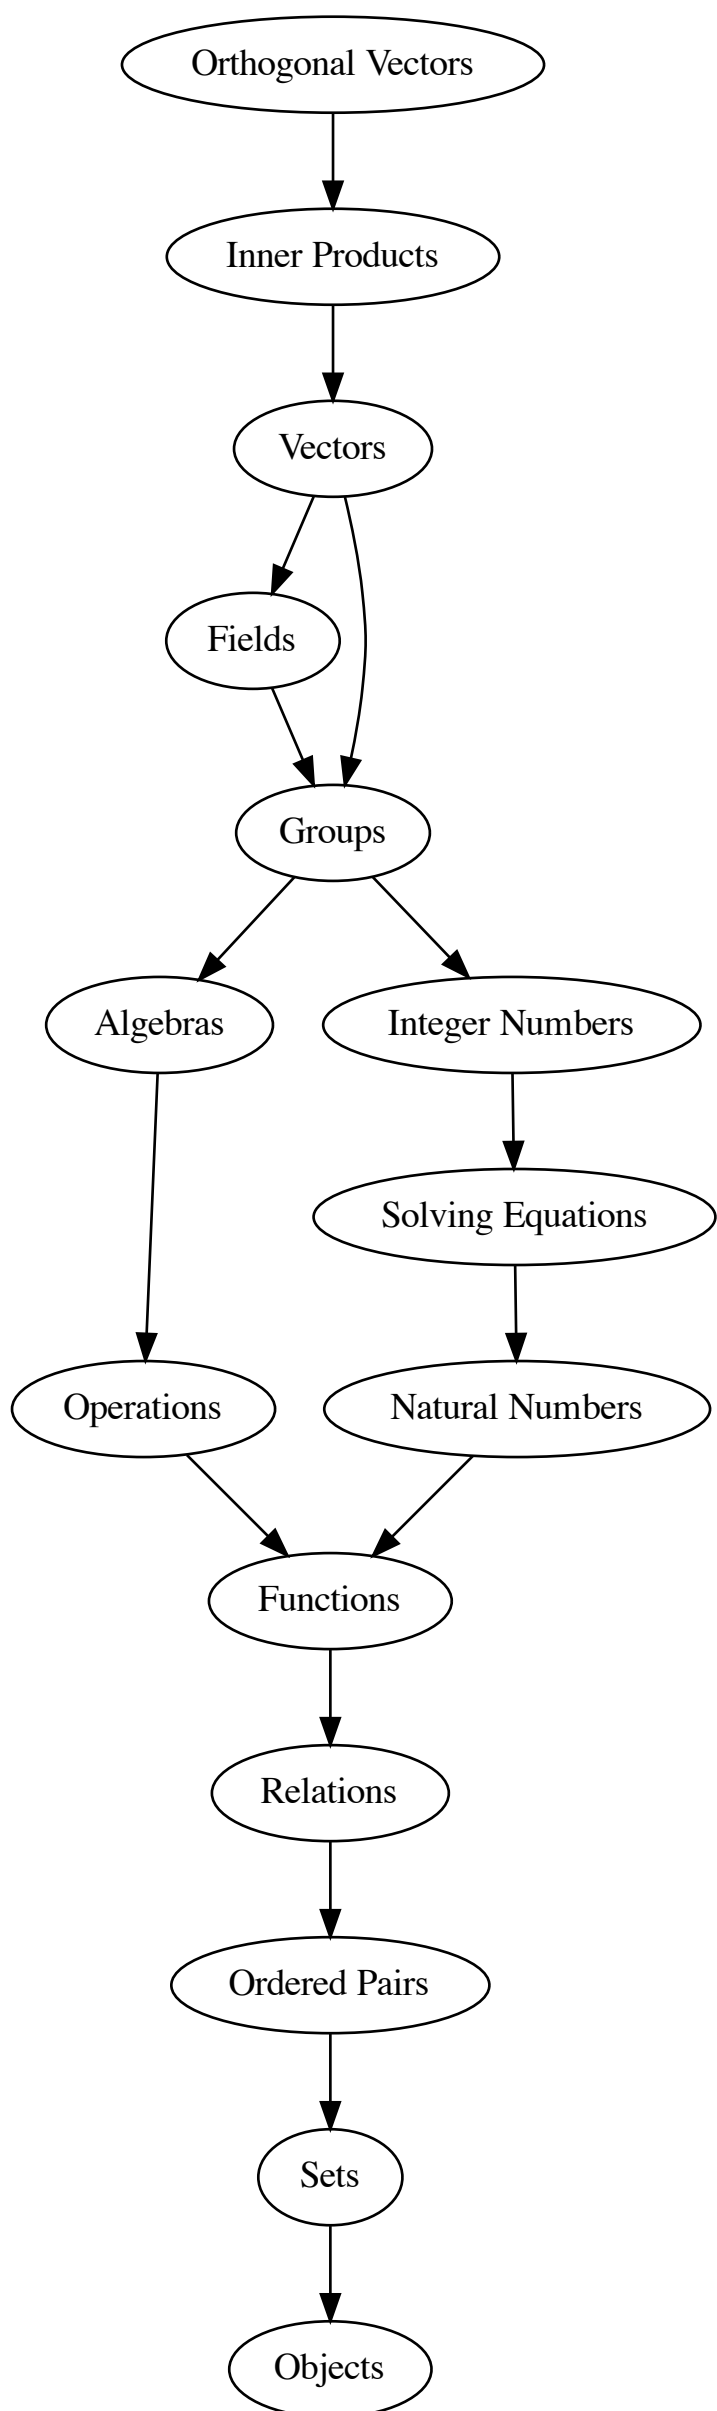 Orthogonal Vectors
Inner Products
Vectors
Fields
Groups
Algebras
Integer Numbers
Solving Equations
Operations
Natural Numbers
Functions
Relations
Ordered Pairs
Sets
Objects